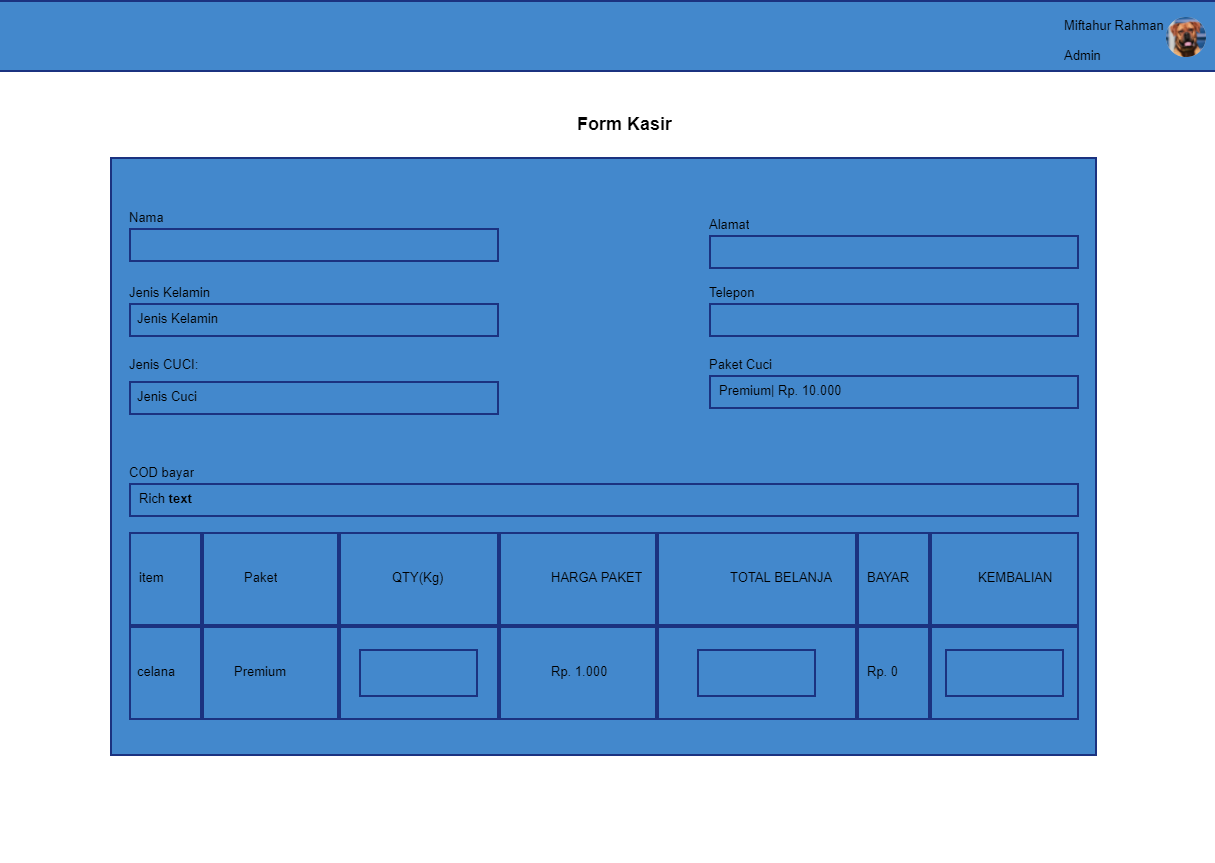 Miftahur Rahman
Admin
Form Kasir
Nama
Alamat
Jenis Kelamin
Telepon
Jenis Kelamin
Jenis CUCI:
Paket Cuci
Jenis Cuci
Premium| Rp. 10.000
COD bayar
Rich text
item Paket QTY(Kg) HARGA PAKET TOTAL BELANJA BAYAR KEMBALIAN
celana Premium Rp. 1.000 Rp. 0